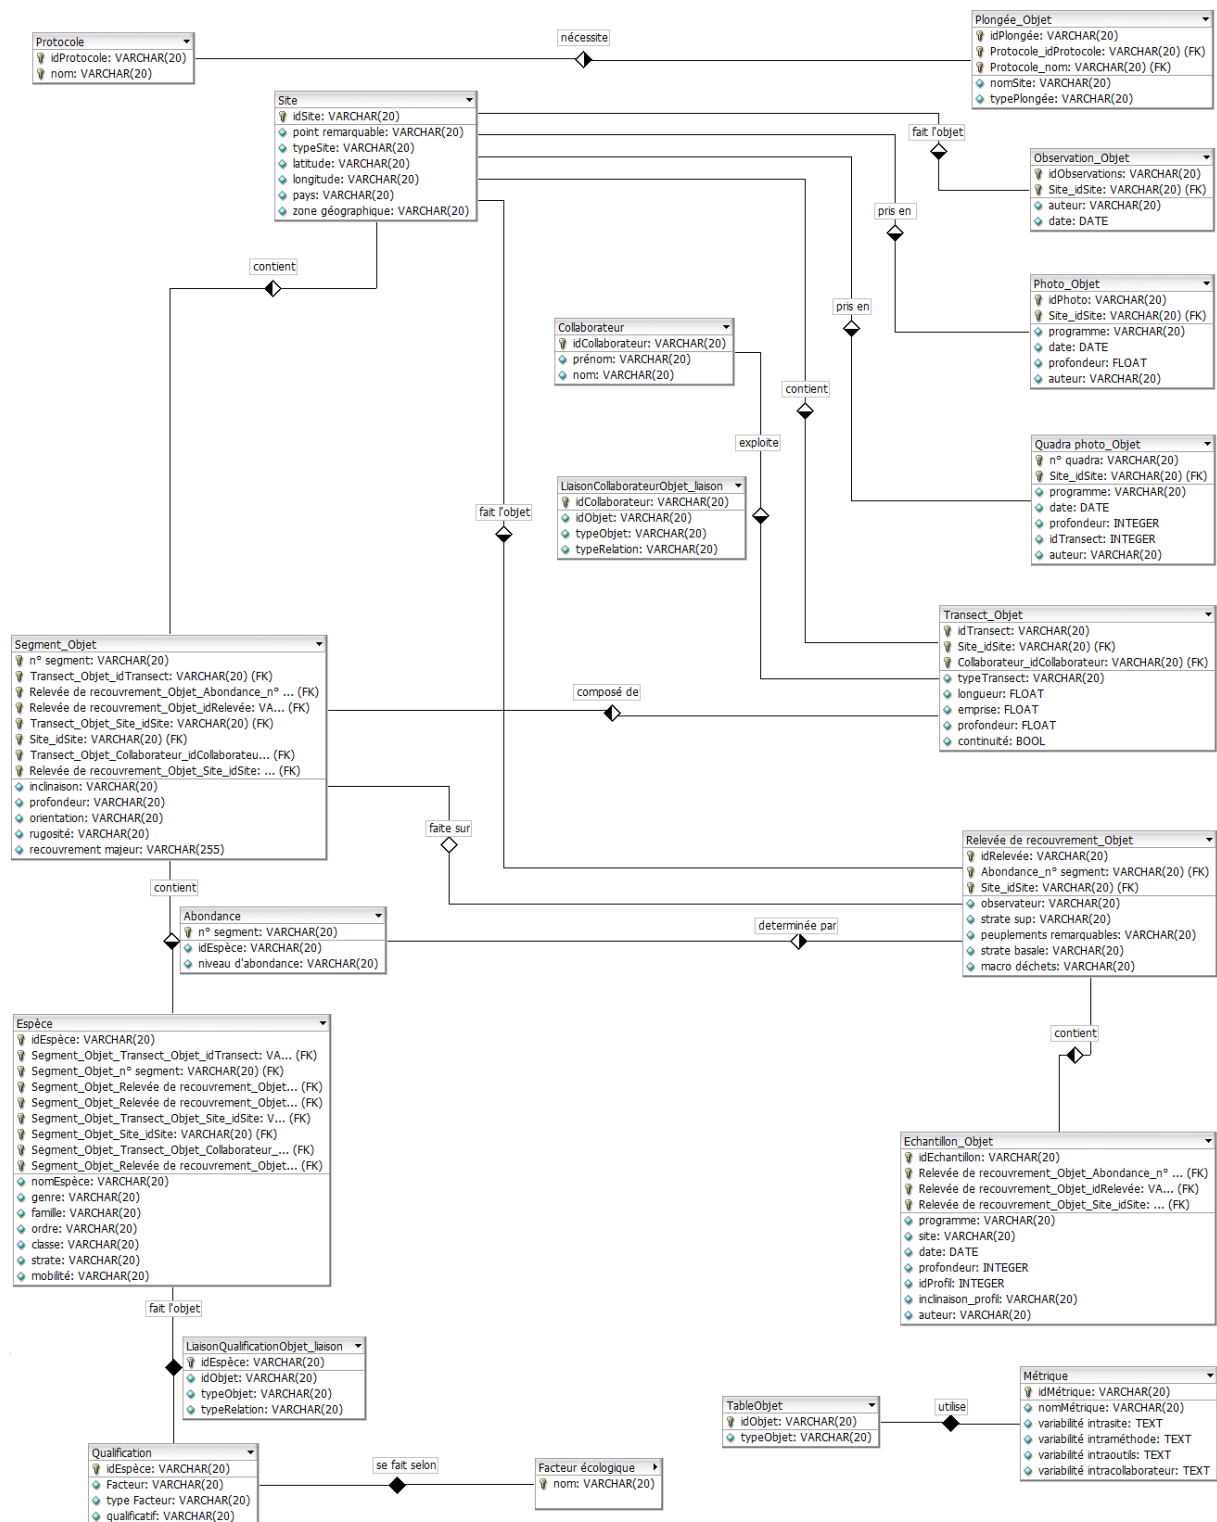 Protocole
idProtocole: VARCHAR(20)
nom: VARCHAR(20)
nécessite
Plongée_Objet
idPlongée: VARCHAR(20)
Protocole_idProtocole: VARCHAR(20) (FK)
Protocole_nom: VARCHAR(20) (FK)
nomSite: VARCHAR(20)
typePlongée: VARCHAR(20)
Site
idSite: VARCHAR(20)
point remarquable: VARCHAR(20)
typeSite: VARCHAR(20)
latitude: VARCHAR(20)
longitude: VARCHAR(20)
pays: VARCHAR(20)
zone géographique: VARCHAR(20)
fait l'objet
Observation_Objet
idObservations: VARCHAR(20)
Site_idSite: VARCHAR(20) (FK)
auteur: VARCHAR(20)
date: DATE
pris en
contient
Photo_Objet
idPhoto: VARCHAR(20)
Site_idSite: VARCHAR(20) (FK)
programme: VARCHAR(20)
date: DATE
profondeur: FLOAT
auteur: VARCHAR(20)
pris en
Collaborateur
idCollaborateur: VARCHAR(20)
prénom: VARCHAR(20)
nom: VARCHAR(20)
contient
exploite
Quadra photo_Objet
n° quadra: VARCHAR(20)
Site_idSite: VARCHAR(20) (FK)
programme: VARCHAR(20)
date: DATE
profondeur: INTEGER
idTransect: INTEGER
auteur: VARCHAR(20)
LiaisonCollaborateurObjet_liaison
idCollaborateur: VARCHAR(20)
idObjet: VARCHAR(20)
typeObjet: VARCHAR(20)
typeRelation: VARCHAR(20)
fait l'objet
Transect_Objet
idTransect: VARCHAR(20)
Site_idSite: VARCHAR(20) (FK)
Collaborateur_idCollaborateur: VARCHAR(20) (FK)
typeTransect: VARCHAR(20)
longueur: FLOAT
emprise: FLOAT
profondeur: FLOAT
continuité: BOOL
Segment_Objet
n° segment: VARCHAR(20)
Transect_Objet_idTransect: VARCHAR(20) (FK)
Relevée de recouvrement_Objet_Abondance_n° ... (FK)
Relevée de recouvrement_Objet_idRelevée: VA... (FK)
Transect_Objet_Site_idSite: VARCHAR(20) (FK)
Site_idSite: VARCHAR(20) (FK)
Transect_Objet_Collaborateur_idCollaborateu... (FK)
Relevée de recouvrement_Objet_Site_idSite: ... (FK)
inclinaison: VARCHAR(20)
profondeur: VARCHAR(20)
orientation: VARCHAR(20)
rugosité: VARCHAR(20)
recouvrement majeur: VARCHAR(255)
composé de
faite sur
Relevée de recouvrement_Objet
idRelevée: VARCHAR(20)
Abondance_n° segment: VARCHAR(20) (FK)
Site_idSite: VARCHAR(20) (FK)
observateur: VARCHAR(20)
strate sup: VARCHAR(20)
peuplements remarquables: VARCHAR(20)
strate basale: VARCHAR(20)
macro déchets: VARCHAR(20)
contient
Abondance
n° segment: VARCHAR(20)
idEspèce: VARCHAR(20)
niveau d'abondance: VARCHAR(20)
determinée par
contient
Espèce
idEspèce: VARCHAR(20)
Segment_Objet_Transect_Objet_idTransect: VA... (FK)
Segment_Objet_n° segment: VARCHAR(20) (FK)
Segment_Objet_Relevée de recouvrement_Objet... (FK)
Segment_Objet_Relevée de recouvrement_Objet... (FK)
Segment_Objet_Transect_Objet_Site_idSite: V... (FK)
Segment_Objet_Site_idSite: VARCHAR(20) (FK)
Segment_Objet_Transect_Objet_Collaborateur_... (FK)
Segment_Objet_Relevée de recouvrement_Objet... (FK)
nomEspèce: VARCHAR(20)
genre: VARCHAR(20)
famille: VARCHAR(20)
ordre: VARCHAR(20)
classe: VARCHAR(20)
strate: VARCHAR(20)
mobilité: VARCHAR(20)
Echantillon_Objet
idEchantillon: VARCHAR(20)
Relevée de recouvrement_Objet_Abondance_n° ... (FK)
Relevée de recouvrement_Objet_idRelevée: VA... (FK)
Relevée de recouvrement_Objet_Site_idSite: ... (FK)
programme: VARCHAR(20)
site: VARCHAR(20)
date: DATE
profondeur: INTEGER
idProfil: INTEGER
inclinaison_profil: VARCHAR(20)
auteur: VARCHAR(20)
fait l'objet
LiaisonQualificationObjet_liaison
idEspèce: VARCHAR(20)
idObjet: VARCHAR(20)
typeObjet: VARCHAR(20)
typeRelation: VARCHAR(20)
TableObjet
idObjet: VARCHAR(20)
typeObjet: VARCHAR(20)
utilise
Métrique
idMétrique: VARCHAR(20)
nomMétrique: VARCHAR(20)
variabilité intrasite: TEXT
variabilité intraméthode: TEXT
variabilité intraoutils: TEXT
variabilité intracollaborateur: TEXT
Qualification
idEspèce: VARCHAR(20)
Facteur: VARCHAR(20)
type Facteur: VARCHAR(20)
qualificatif: VARCHAR(20)
se fait selon
Facteur écologique
nom: VARCHAR(20)